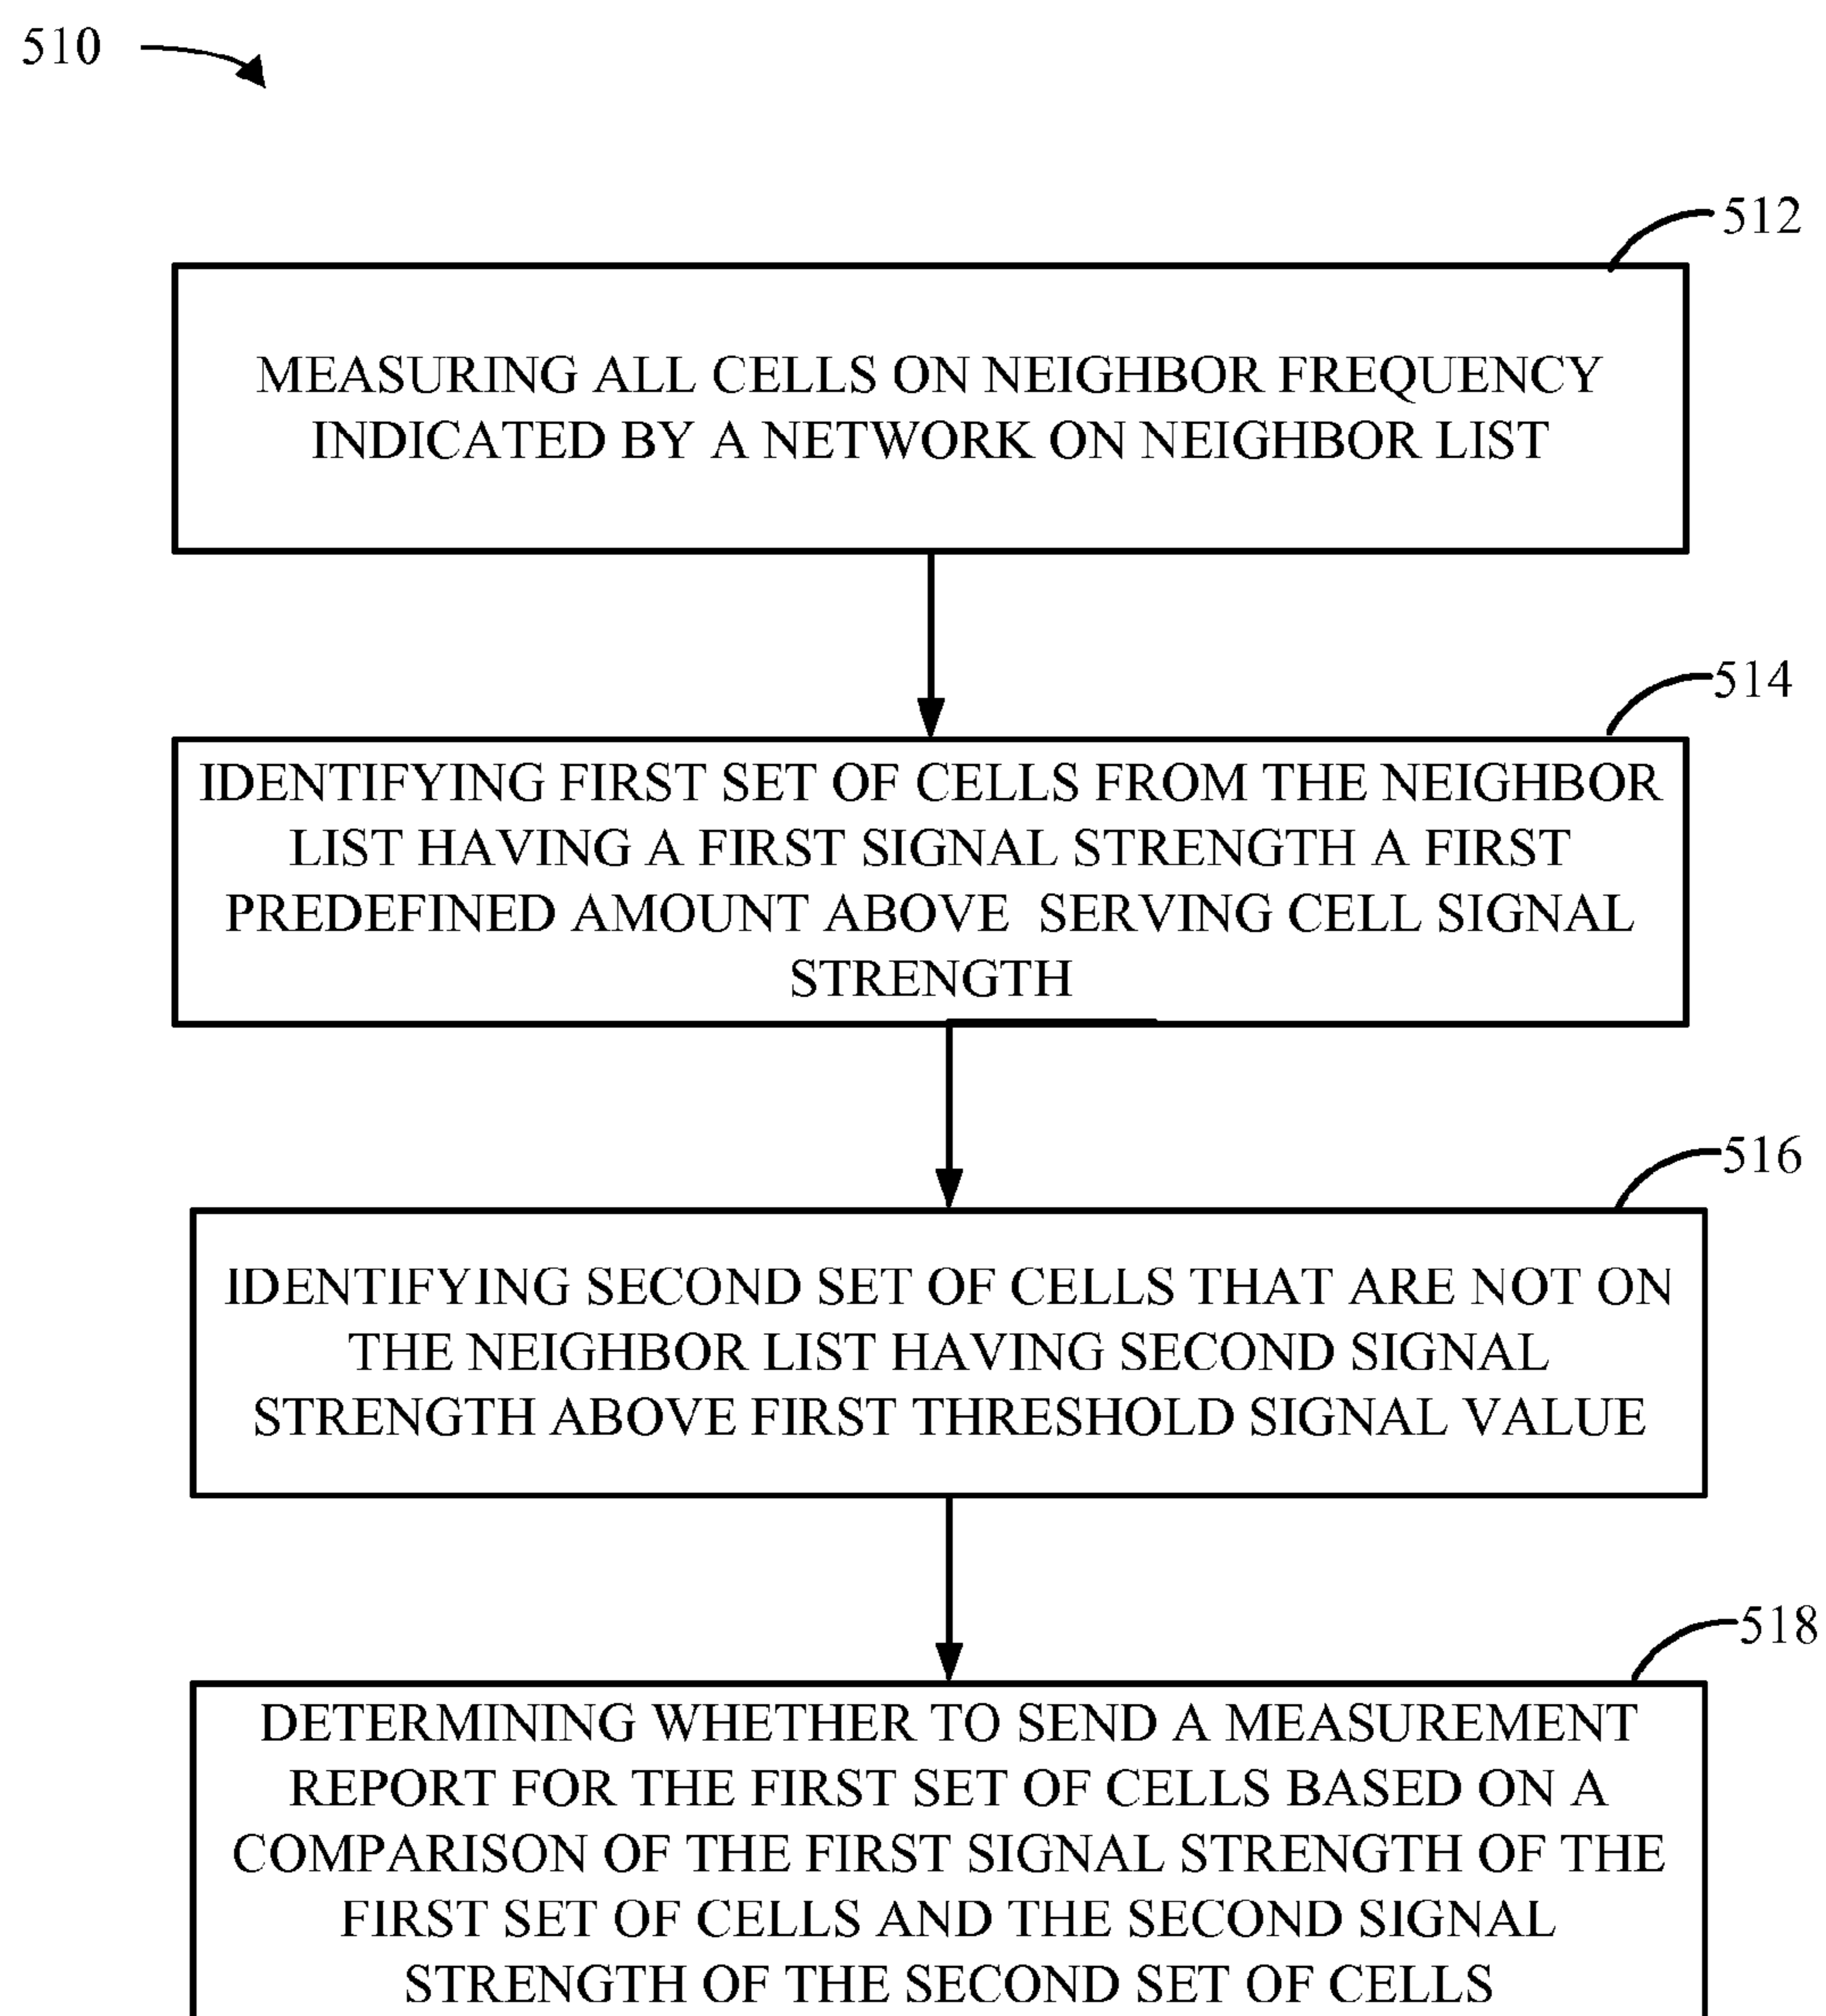 510
512
MEASURING ALL CELLS ON NEIGHBOR FREQUENCY
INDICATED BY A NETWORK ON NEIGHBOR LIST
514
IDENTIFYING FIRST SET OF CELLS FROM THE NEIGHBOR
LIST HAVING A FIRST SIGNAL STRENGTH A FIRST
PREDEFINED AMOUNT ABOVE SERVING CELL SIGNAL
STRENGTH
516
IDENTIFYING SECOND SET OF CELLS THAT ARE NOT ON
THE NEIGHBOR LIST HAVING SECOND SIGNAL
STRENGTH ABOVE FIRST THRESHOLD SIGNAL VALUE
518
DETERMINING WHETHER TO SEND A MEASUREMENT
REPORT FOR THE FIRST SET OF CELLS BASED ON A
COMPARISON OF THE FIRST SIGNAL STRENGTH OF THE
FIRST SET OF CELLS AND THE SECOND SIGNAL
STRENGTH OF THE SECOND SET OF CELLS